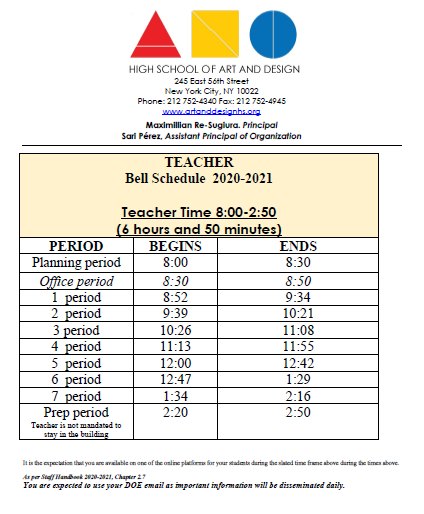 HIGH SCHOOL OF ART AND DESIGN
245 East 56th Street
New York City, NY 10022
Phone: 212 752-4340 Fax: 212 752-4945
www.artanddesignhs.org
Maximillian Re-Sugiura, Principal
Sari Pérez, Assistant Principal of Organization
TEACHER
Bell Schedule 2020-2021
Teacher Time 8:00-2:50
(6 hours and 50 minutes)
PERIOD BEGINS ENDS
Planning period 8:00 8:30
Office period 8:30 8:50
1 period 8:52 9:34
2 period 9:39 10:21
3 period 10:26 11:08
4 period 11:13 11:55
5 period 12:00 12:42
6 period 12:47 1:29
7 period 1:34 2:16
Prep period 2:20 2:50
Teacher is not mandated to
stay in the building
It is the expectation that you are available on one of the online platforms for your students during the slated time frame above during the times above.
As per Staff Handbook 2020-2021, Chapter 2.7
You are expected to use your DOE email as important information will be disseminated daily.